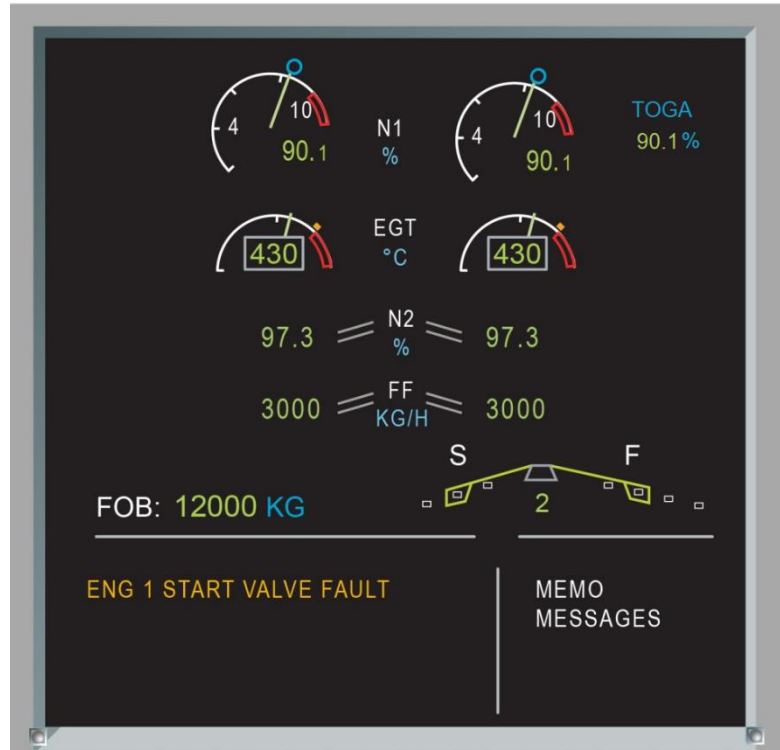 10 10 TOGA
4 N1 4 90.1%
90.1 % 90.1
EGT
430 °C 430
N2
97.3 % 97.3
FF
3000 KG/H 3000
S F
FOB: 12000 KG 2
ENG 1 START VALVE FAULT
MEMO
MESSAGES